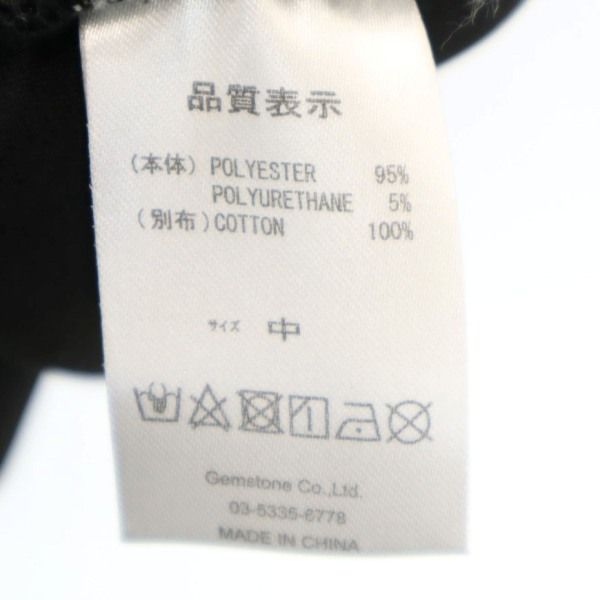 品質表示
(本体) POLYESTER 95%
POLYURETHANE 5%
(別布) COTTON 100%
サイズ 中
Gemstone Co.,Ltd.
03-5335-6778
MADE IN CHINA